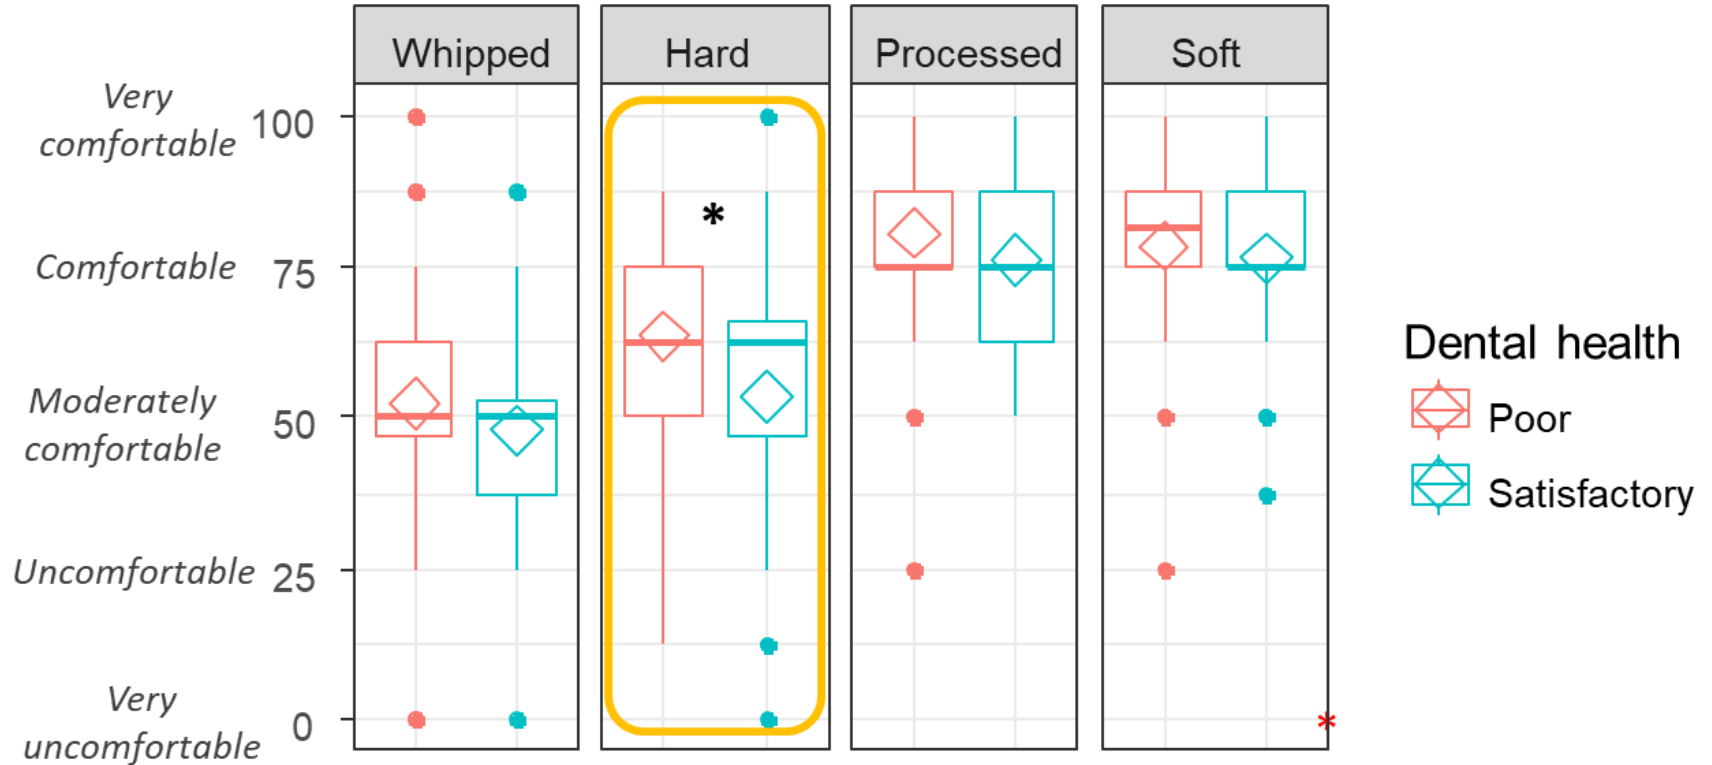 Whipped Hard Processed Soft
Very
comfortable 100
Comfortable 75
Moderately
comfortable 50
Uncomfortable 25
Very
uncomfortable 0
*
*
Dental health
Poor
Satisfactory